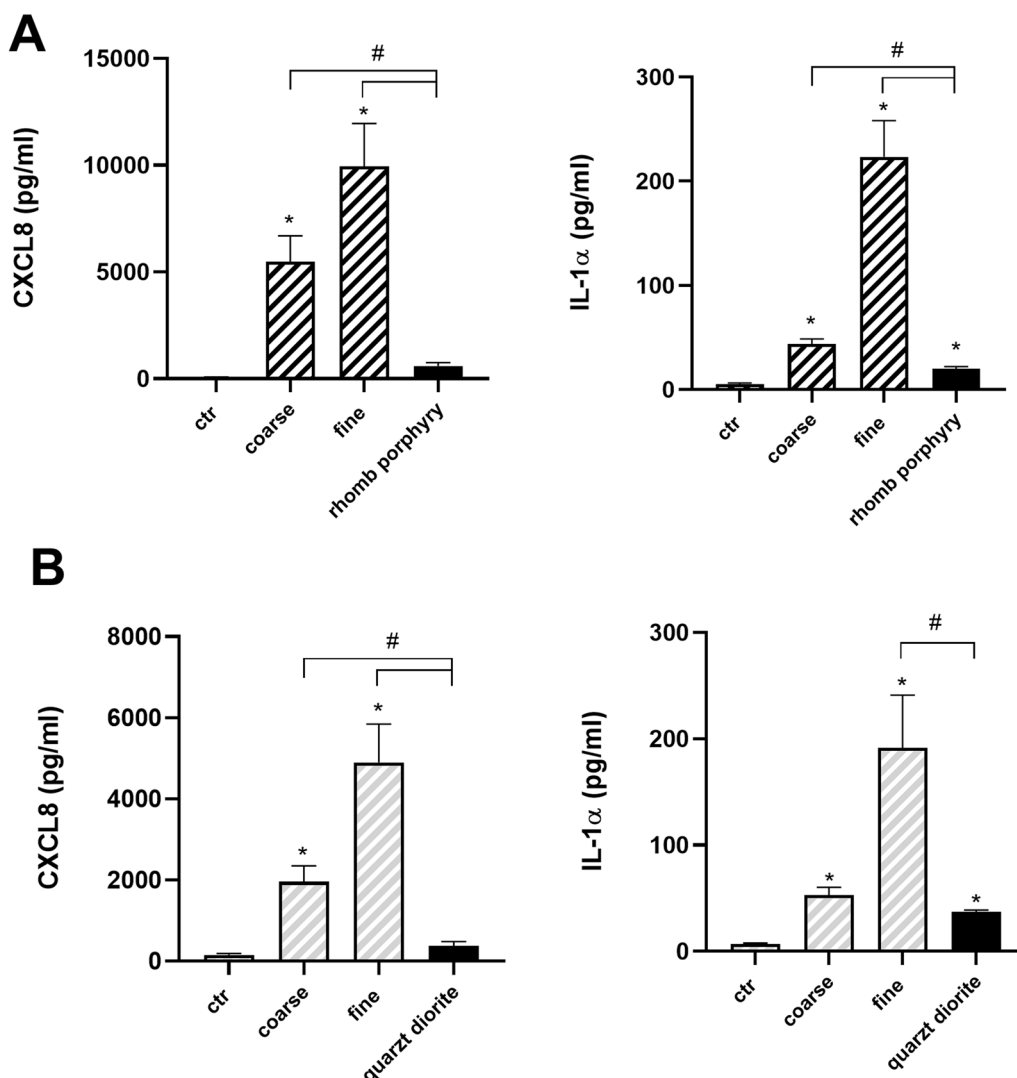 A
CXCL8 (pg/ml)
15000
10000
5000
0
#
*
*
ctr
coarse
fine
rhomb porphyry
IL-1α (pg/ml)
300
200
100
0
#
*
*
*
ctr
coarse
fine
rhomb porphyry
B
CXCL8 (pg/ml)
8000
6000
4000
2000
0
#
*
*
ctr
coarse
fine
quarzt diorite
IL-1α (pg/ml)
300
200
100
0
#
*
*
*
ctr
coarse
fine
quarzt diorite